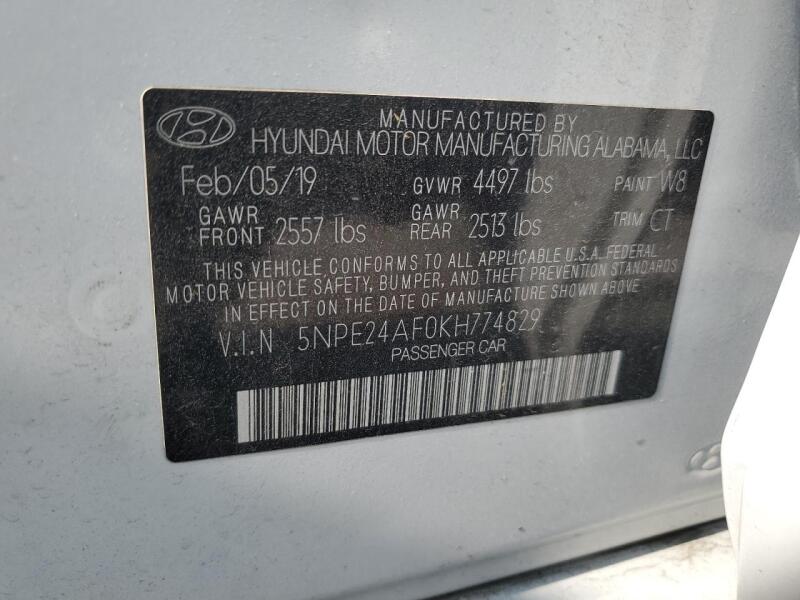 MANUFACTURED BY
HYUNDAI MOTOR MANUFACTURING ALABAMA, LLC
Feb/05/19 GVWR 4497 lbs PAINT W8
GAWR FRONT 2557 lbs GAWR REAR 2513 lbs TRIM CT
THIS VEHICLE CONFORMS TO ALL APPLICABLE U.S.A. FEDERAL
MOTOR VEHICLE SAFETY, BUMPER, AND THEFT PREVENTION STANDARDS
IN EFFECT ON THE DATE OF MANUFACTURE SHOWN ABOVE.
V.I.N 5NPE24AF0KH774829
PASSENGER CAR